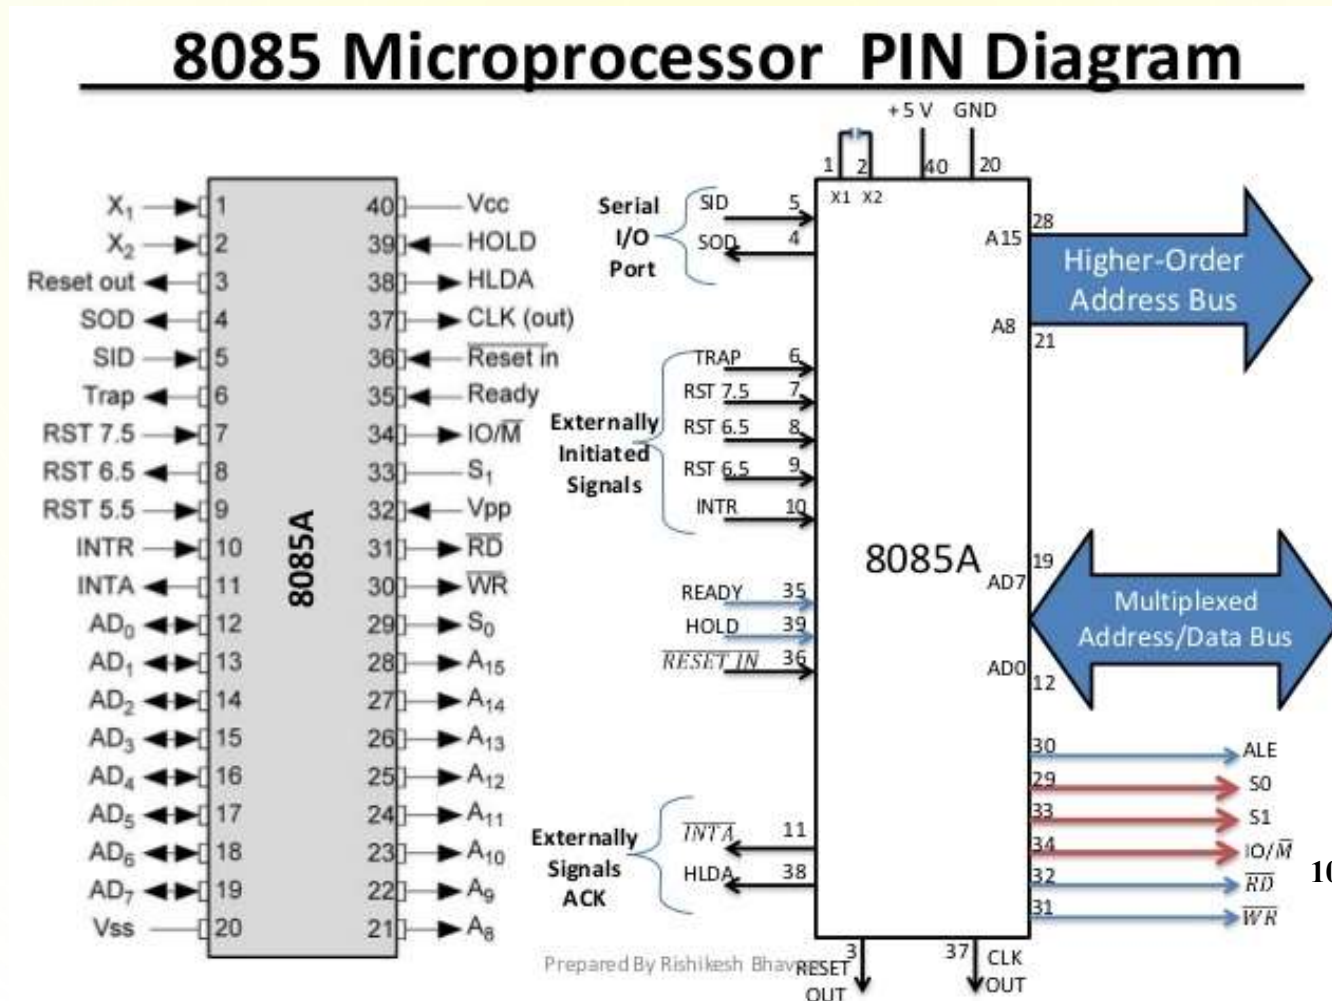 8085 Microprocessor PIN Diagram
X1 1 40 Vcc
X2 2 39 HOLD
Reset out 3 38 HLDA
SOD 4 37 CLK (out)
SID 5 36 Reset in
Trap 6 35 Ready
RST 7.5 7 34 IO/M
RST 6.5 8 33 S1
RST 5.5 9 32 Vpp
INTR 10 31 RD
INTA 11 30 WR
AD0 12 29 S0
AD1 13 28 A15
AD2 14 27 A14
AD3 15 26 A13
AD4 16 25 A12
AD5 17 24 A11
AD6 18 23 A10
AD7 19 22 A9
Vss 20 21 A8
8085A
+5 V GND
1 2 40 20
X1 X2
Serial
I/O
Port
SID 5
SOD 4
Externally
Initiated
Signals
TRAP 6
RST 7.5 7
RST 6.5 8
RST 6.5 9
INTR 10
READY 35
HOLD 39
RESET IN 36
Externally
Signals
ACK
INTA 11
HLDA 38
8085A
A15 28
Higher-Order
Address Bus
A8 21
AD7 19
Multiplexed
Address/Data Bus
AD0 12
30 ALE
29 S0
33 S1
34 IO/M
32 RD
31 WR
10
3 RESET
OUT
37 CLK
OUT
Prepared By Rishikesh